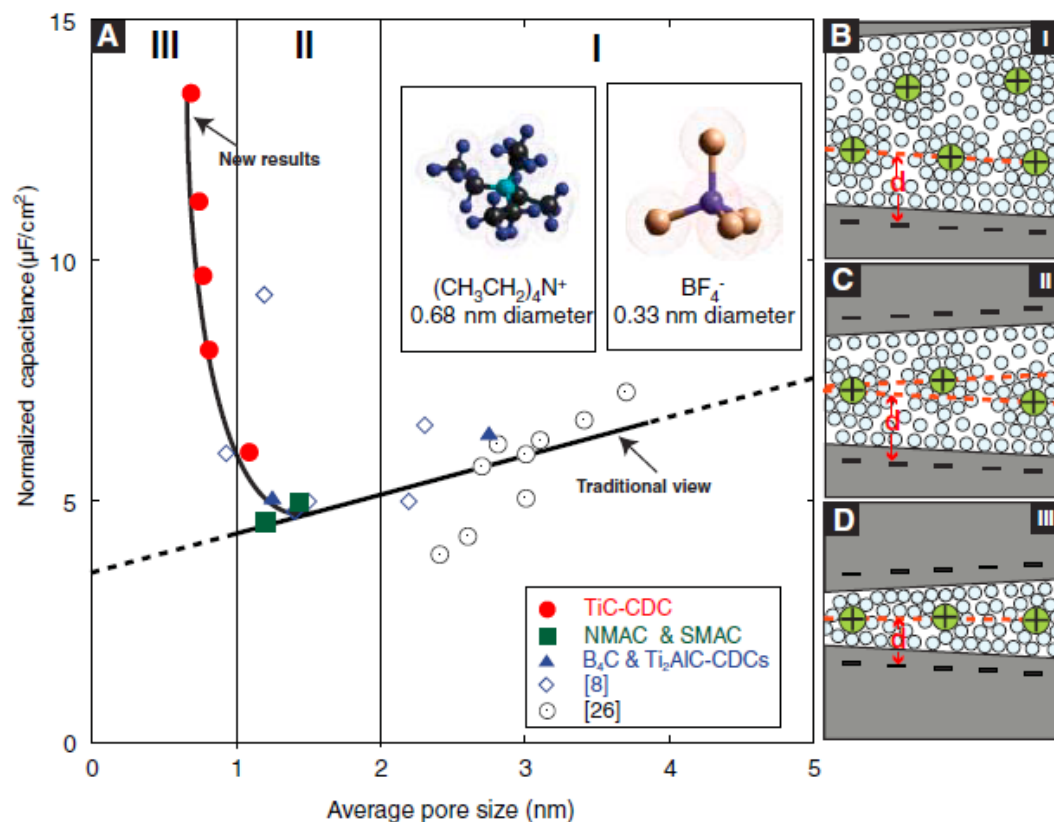 A
III
II
I
15
10
5
0
Normalized capacitance (µF/cm²)
New results
(CH₃CH₂)₄N⁺
0.68 nm diameter
BF₄⁻
0.33 nm diameter
Traditional view
TiC-CDC
NMAC & SMAC
B₄C & Ti₂AlC-CDCs
[8]
[26]
0 1 2 3 4 5
Average pore size (nm)
B
I
d
C
II
d
D
III
d